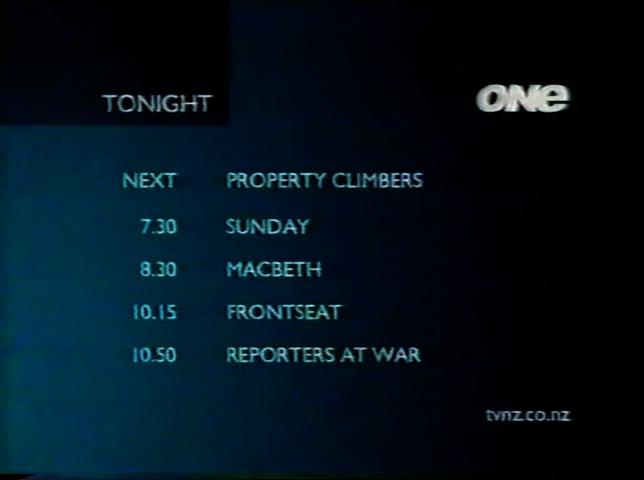 TONIGHT
ONE
NEXT PROPERTY CLIMBERS
7.30 SUNDAY
8.30 MACBETH
10.15 FRONTSEAT
10.50 REPORTERS AT WAR
tvnz.co.nz